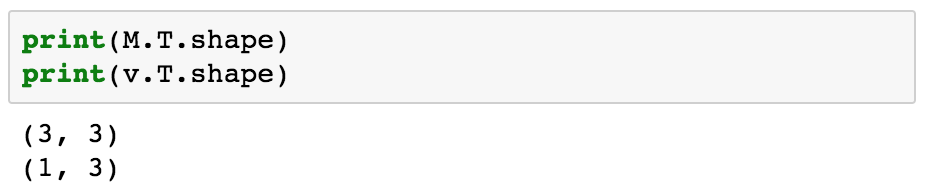 print(M.T.shape)
print(v.T.shape)
(3, 3)
(1, 3)